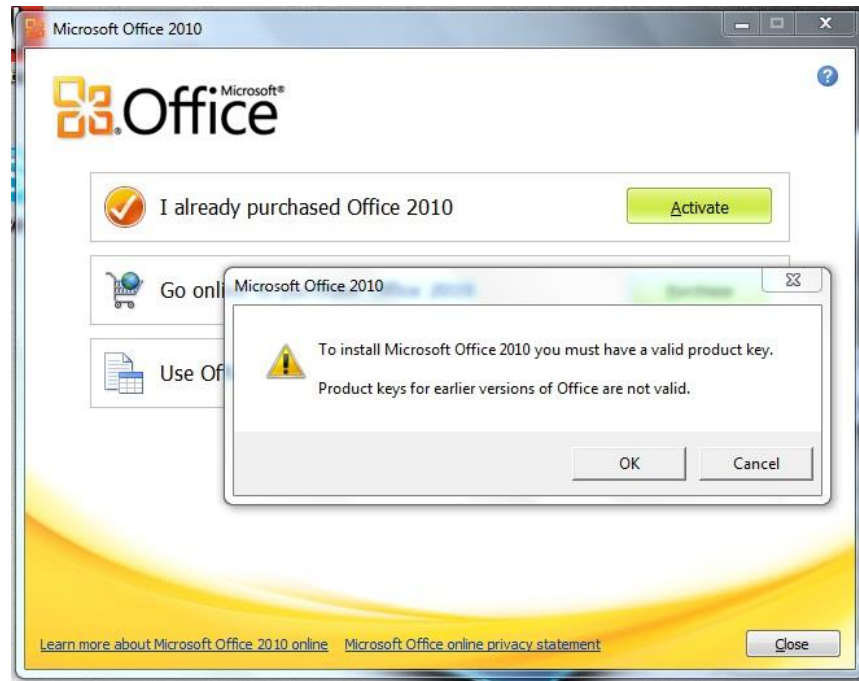 Microsoft Office 2010
Microsoft®
Office
I already purchased Office 2010
Activate
Go onli
Microsoft Office 2010
Use Of
To install Microsoft Office 2010 you must have a valid product key.
Product keys for earlier versions of Office are not valid.
OK Cancel
Learn more about Microsoft Office 2010 online Microsoft Office online privacy statement Close